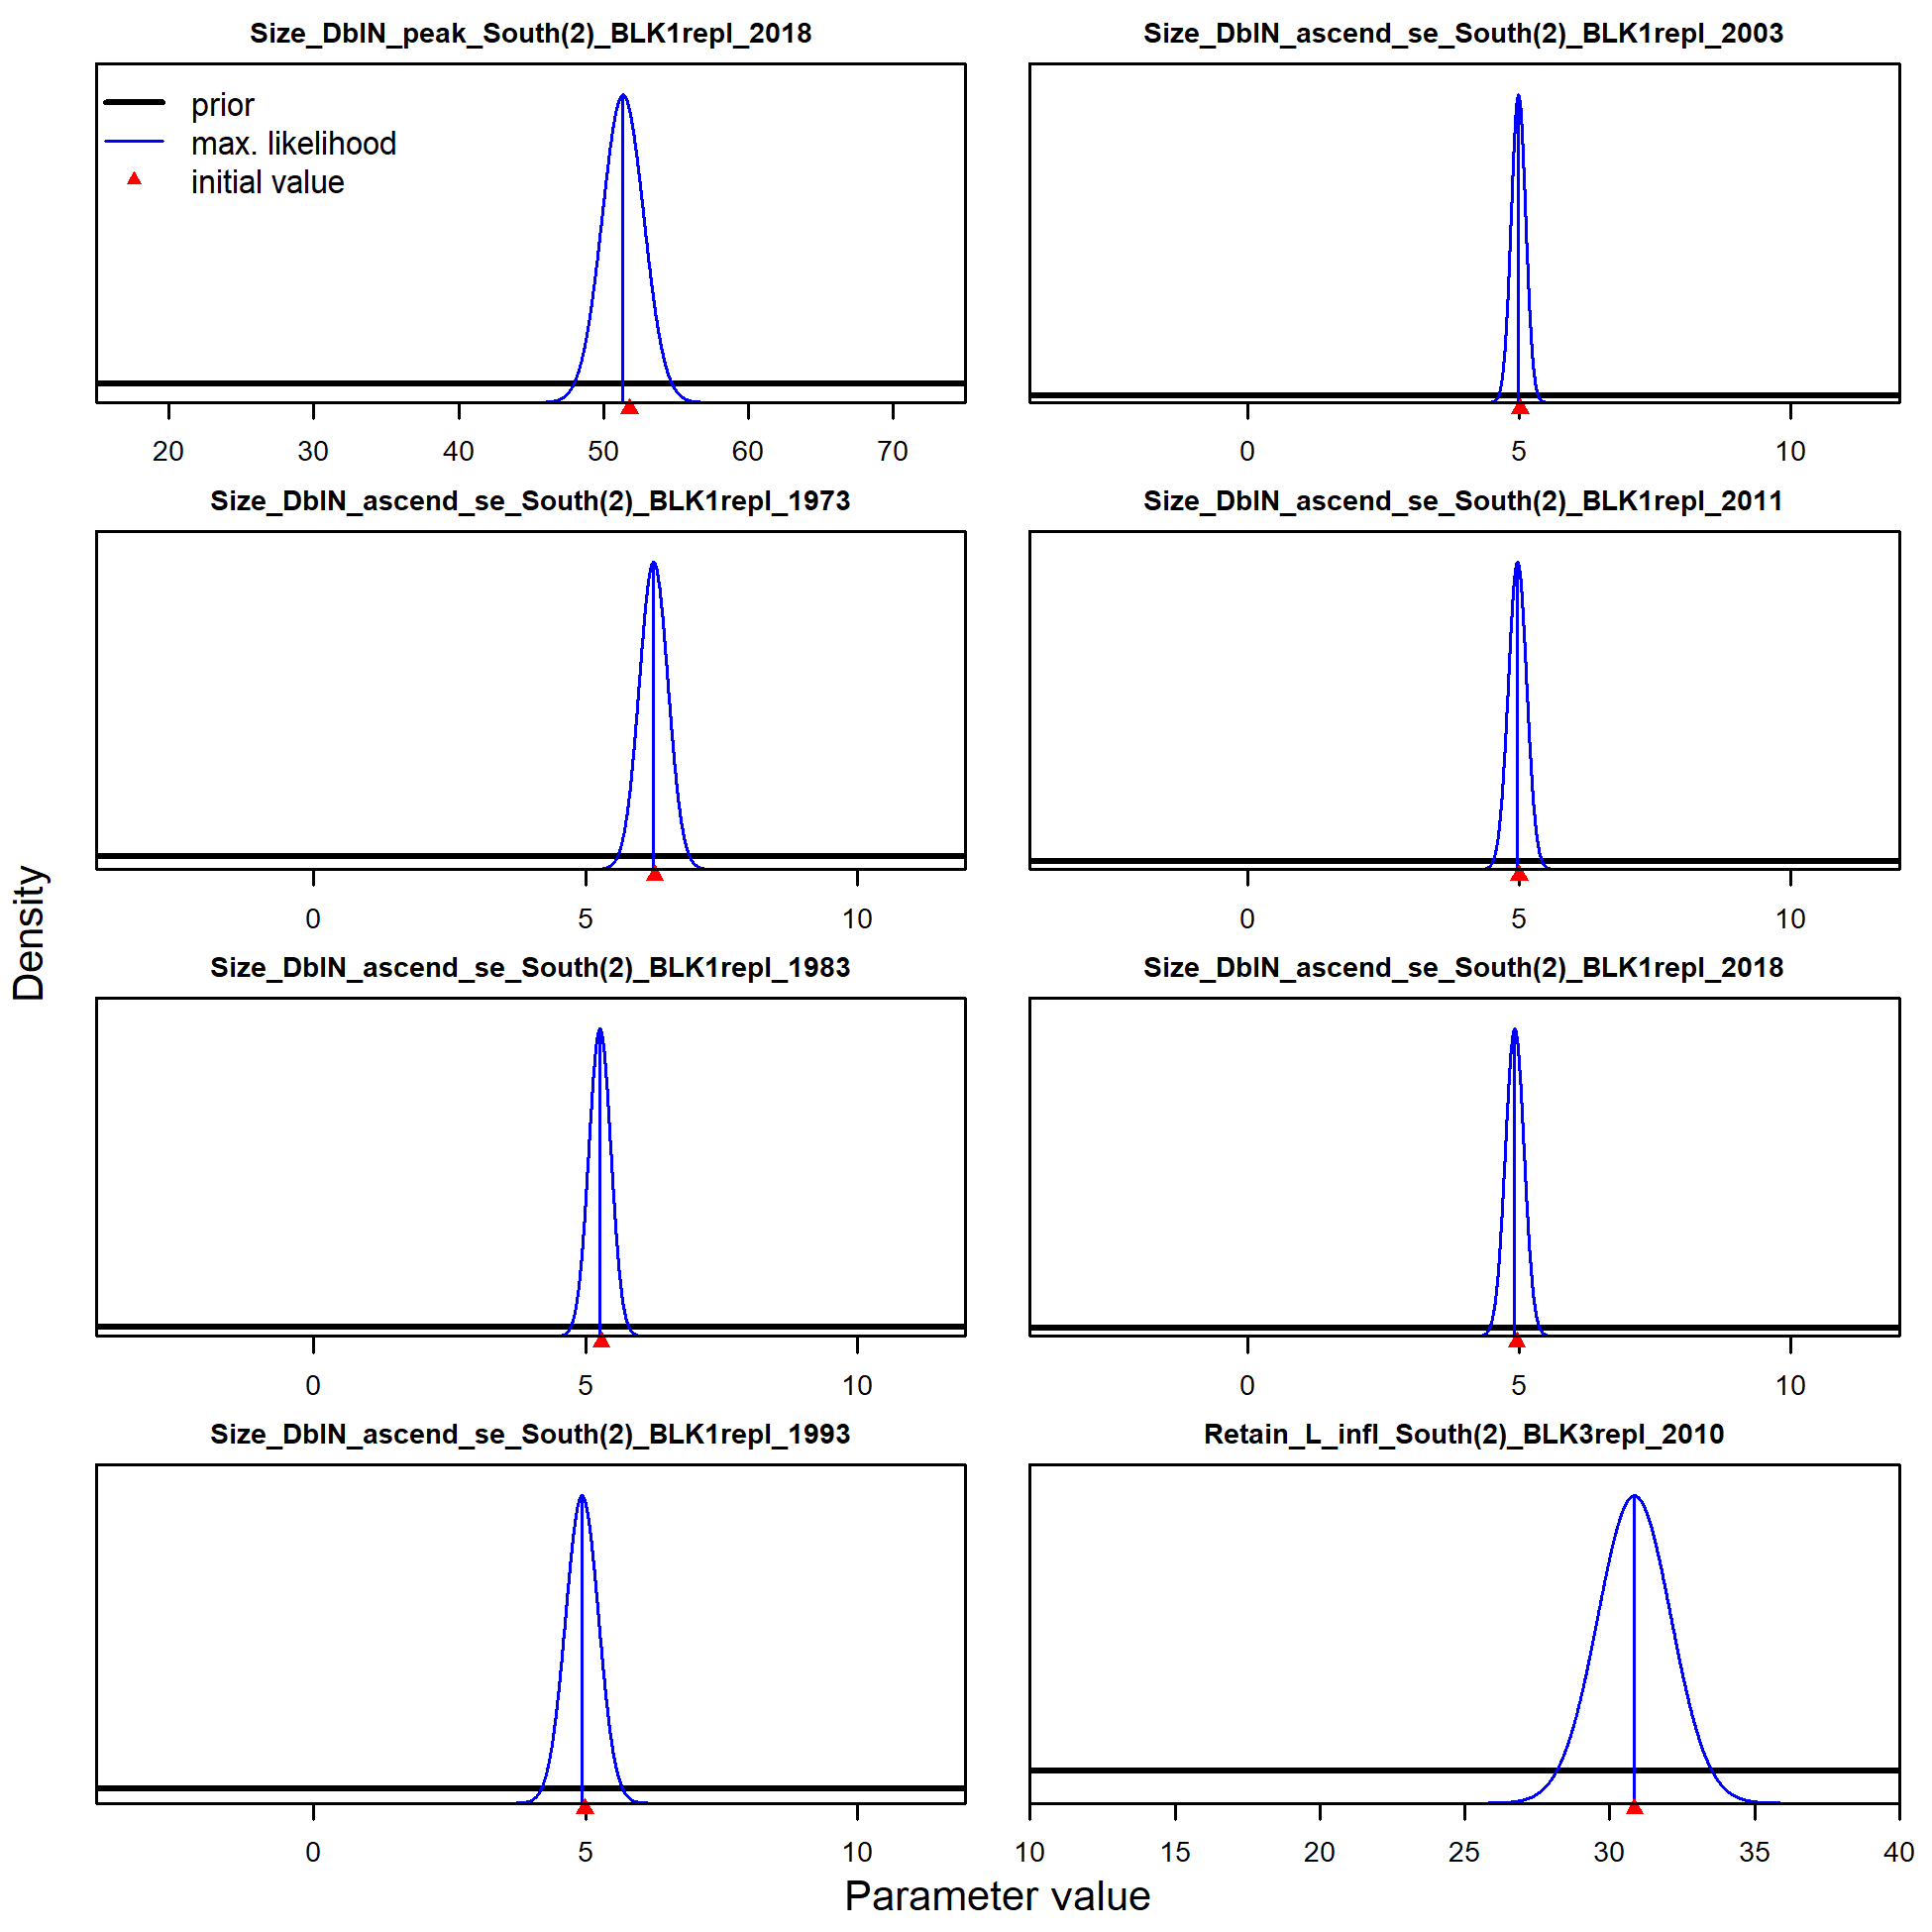 Size_DblN_peak_South(2)_BLK1repl_2018
prior
max. likelihood
initial value
20 30 40 50 60 70
Size_DblN_ascend_se_South(2)_BLK1repl_2003
0 5 10
Size_DblN_ascend_se_South(2)_BLK1repl_1973
0 5 10
Size_DblN_ascend_se_South(2)_BLK1repl_2011
0 5 10
Size_DblN_ascend_se_South(2)_BLK1repl_1983
0 5 10
Size_DblN_ascend_se_South(2)_BLK1repl_2018
0 5 10
Size_DblN_ascend_se_South(2)_BLK1repl_1993
0 5 10
Retain_L_infl_South(2)_BLK3repl_2010
10 15 20 25 30 35 40
Density
Parameter value